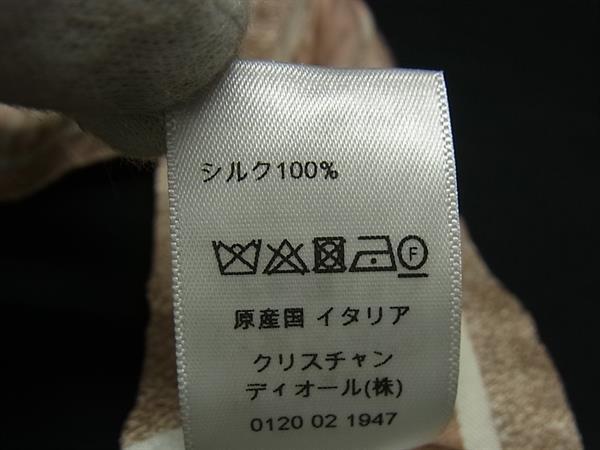 シルク100%
F
原産国 イタリア
クリスチャン
ディオール(株)
0120 02 1947